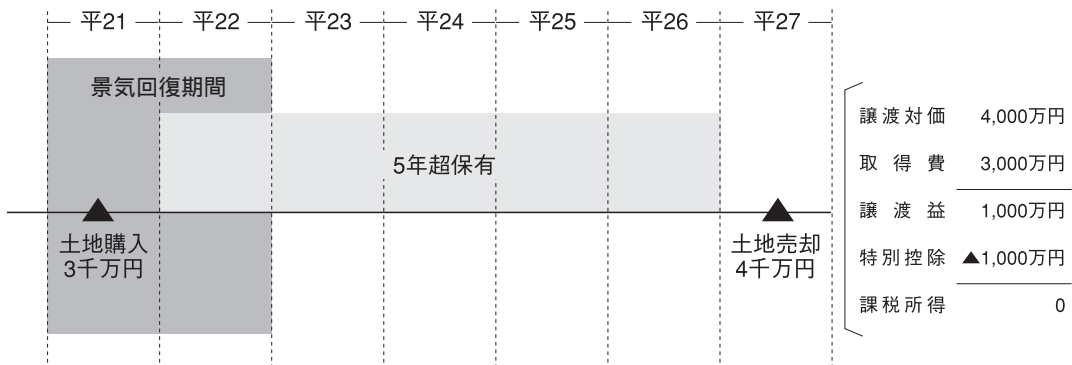 平21 平22 平23 平24 平25 平26 平27
景気回復期間
5年超保有
土地購入
3千万円
土地売却
4千万円
譲渡対価 4,000万円
取得費 3,000万円
譲渡益 1,000万円
特別控除 ▲1,000万円
課税所得 0